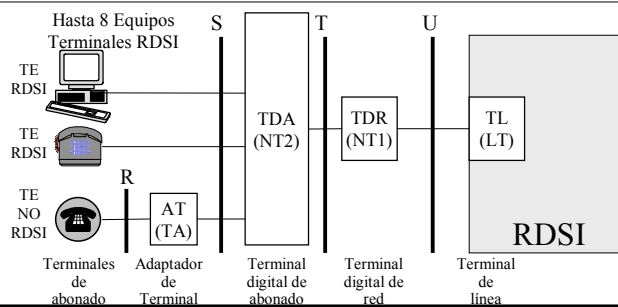 Hasta 8 Equipos
Terminales RDSI
S
T
U
TE
RDSI
TE
RDSI
TE
NO
RDSI
R
AT
(TA)
TDA
(NT2)
TDR
(NT1)
TL
(LT)
RDSI
Terminales
de
abonado
Adaptador
de
Terminal
Terminal
digital de
abonado
Terminal
digital de
red
Terminal
de
línea